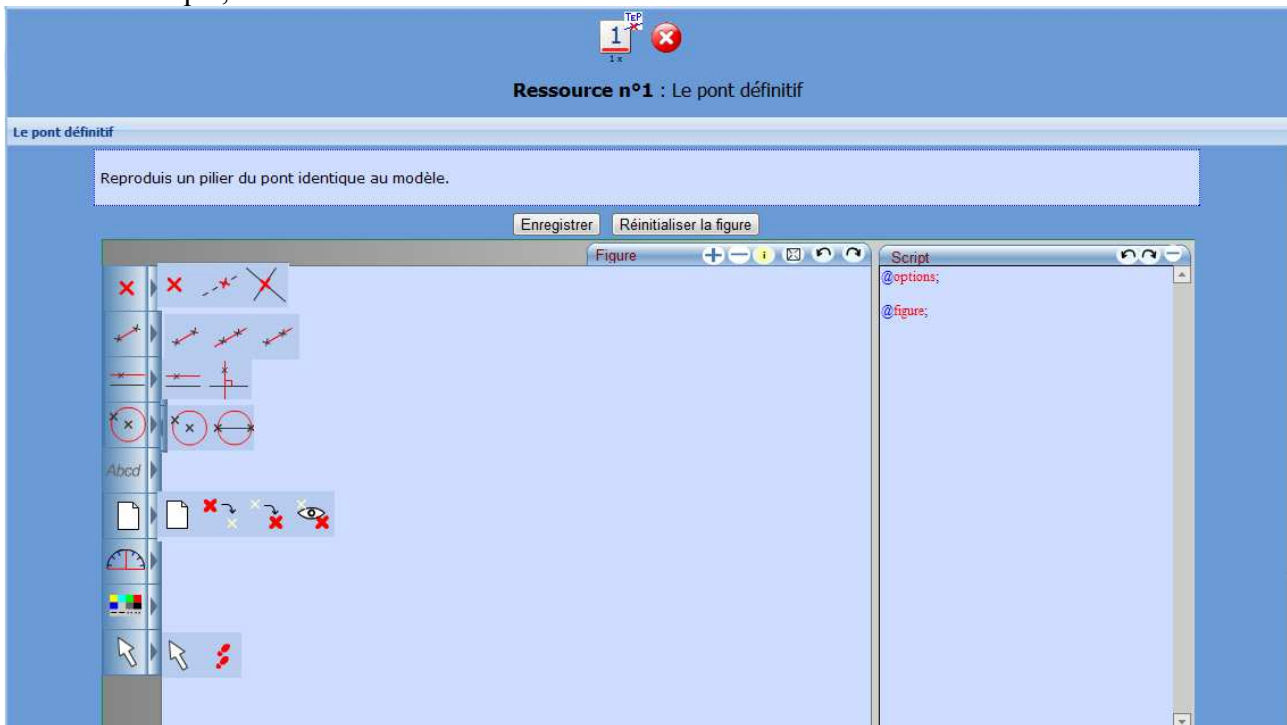 TeP
1
1 x
Ressource n°1 : Le pont définitif
Le pont définitif
Reproduis un pilier du pont identique au modèle.
Enregistrer Réinitialiser la figure
Figure
i
Script
@options;
@figure;
Abcd